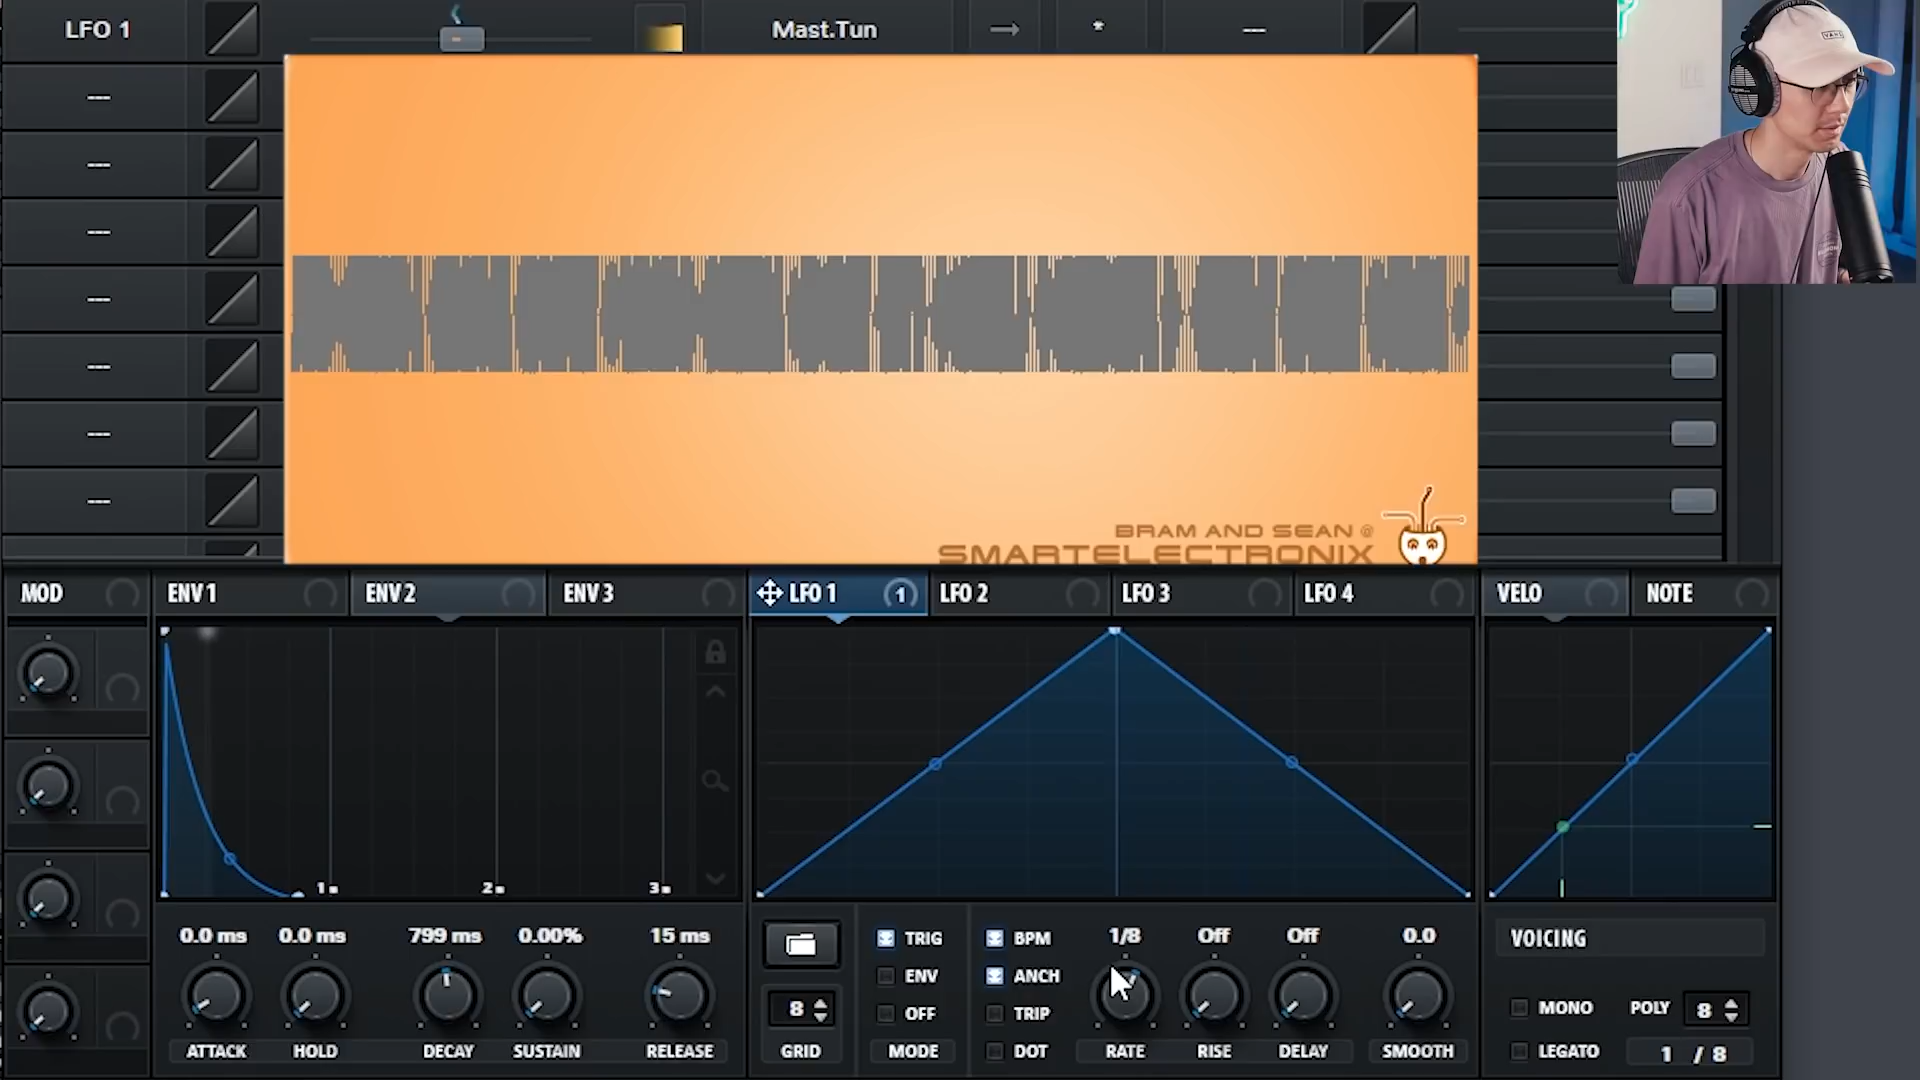 LFO 1 Mast.Tun * ---
---
---
---
---
---
---
---
BRAM AND SEAN @
SMARTELECTRONIX
MOD ENV 1 ENV 2 ENV 3 LFO 1 1 LFO 2 LFO 3 LFO 4 VELO NOTE
1s 2s 3s
0.0 ms 0.0 ms 799 ms 0.00% 15 ms TRIG BPM 1/8 Off Off 0.0 VOICING
ENV ANCH
8 OFF TRIP MONO POLY 8
ATTACK HOLD DECAY SUSTAIN RELEASE GRID MODE DOT RATE RISE DELAY SMOOTH LEGATO 1 / 8